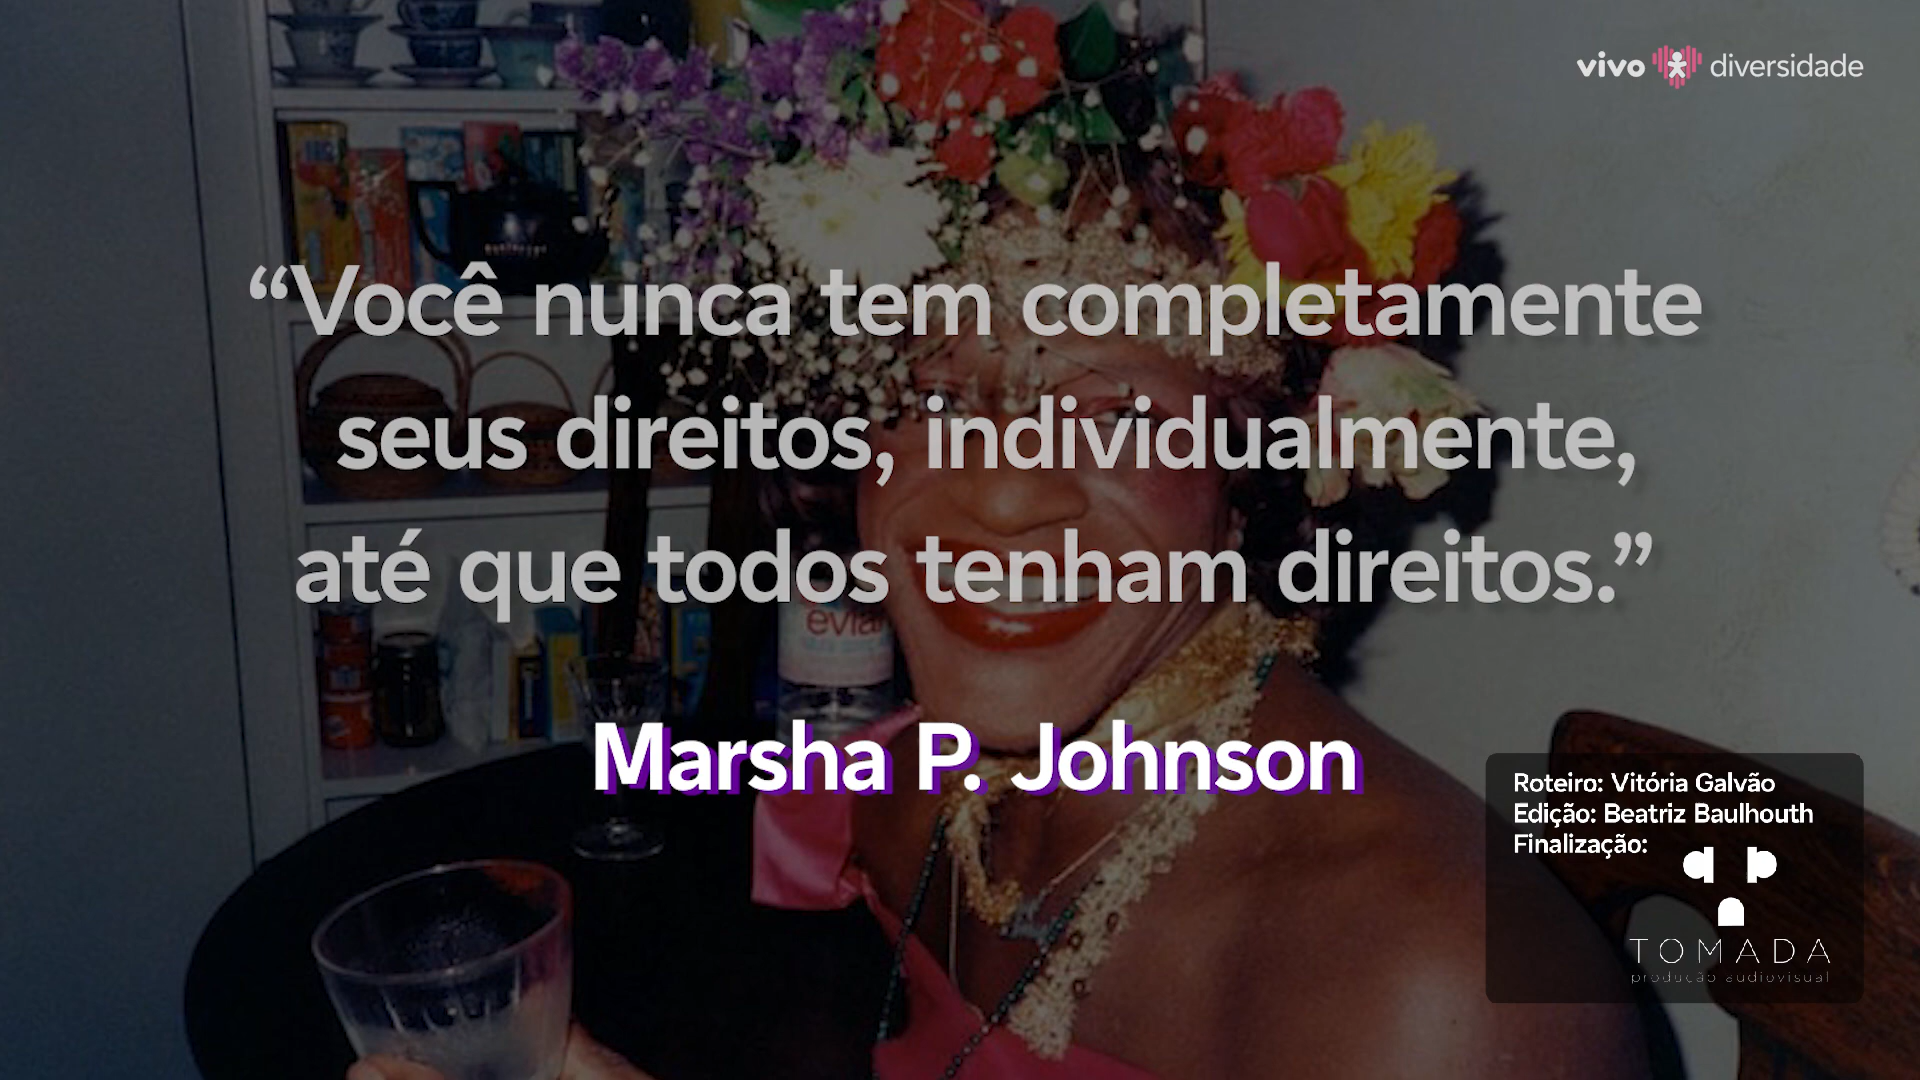 vivo diversidade
“Você nunca tem completamente
seus direitos, individualmente,
até que todos tenham direitos.”
evian
Marsha P. Johnson
Roteiro: Vitória Galvão
Edição: Beatriz Baulhouth
Finalização:
TOMADA
produção audiovisual